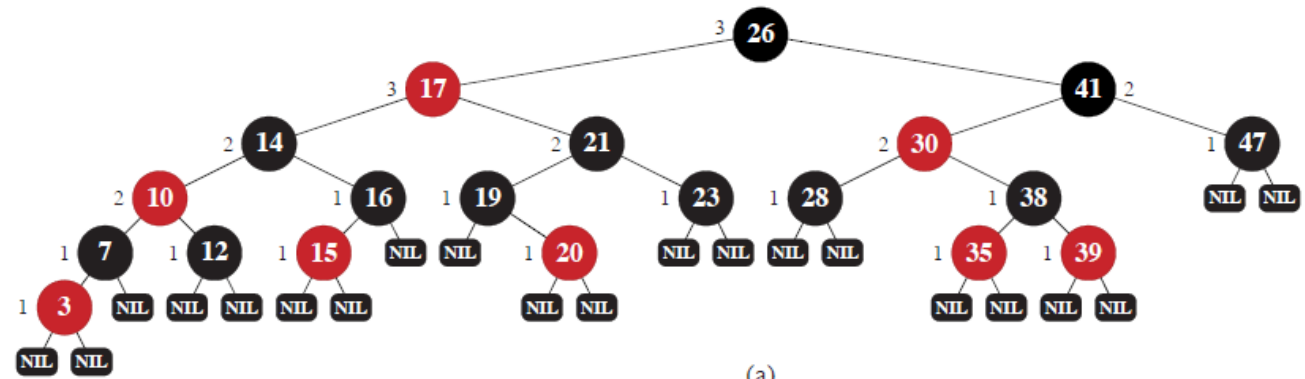 3 26
3 17 41 2
2 14 2 21 2 30 1 47
2 10 1 16 1 19 1 23 1 28 1 38 NIL NIL
1 7 1 12 1 15 NIL NIL 1 20 NIL NIL NIL NIL 1 35 1 39
1 3 NIL NIL NIL NIL NIL NIL NIL NIL NIL NIL NIL
NIL NIL
(a)